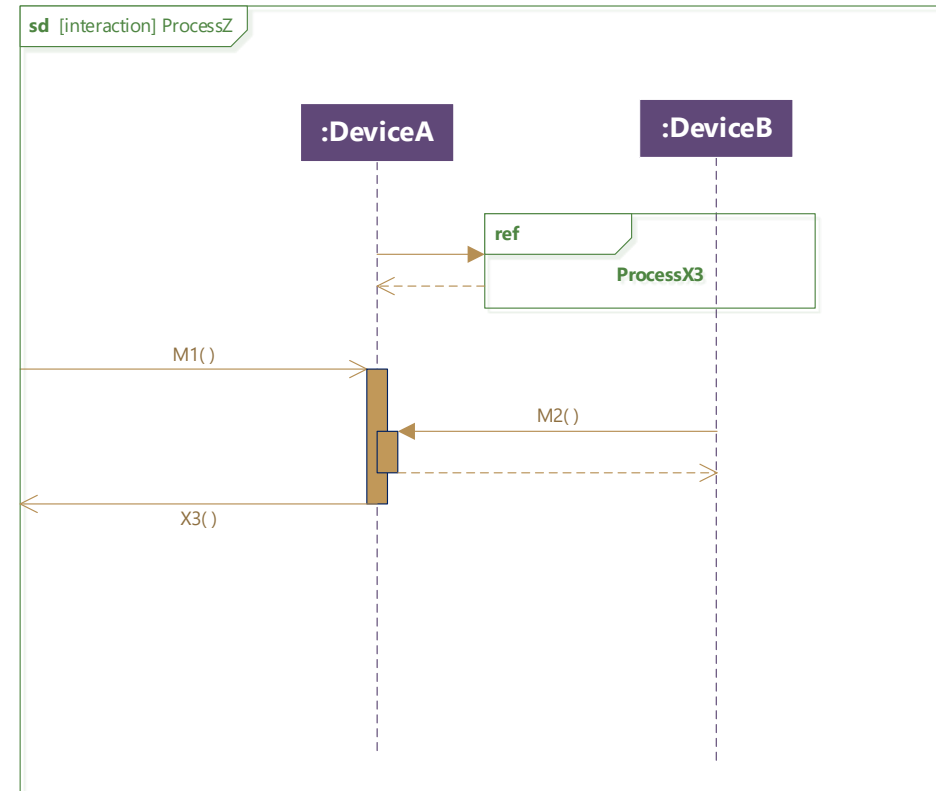 sd [interaction] ProcessZ
:DeviceA
:DeviceB
ref
ProcessX3
M1( )
M2( )
X3( )